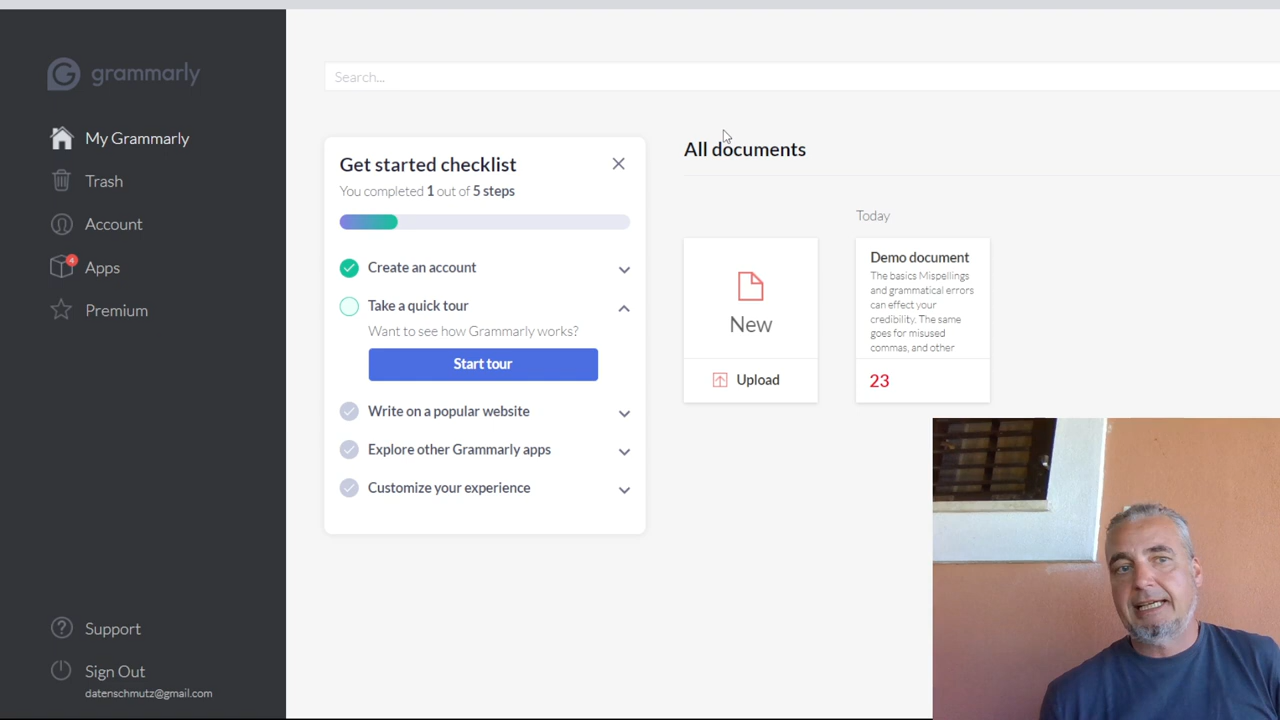 grammarly
My Grammarly
Trash
Account
4
Apps
Premium
Support
Sign Out
datenschmutz@gmail.com
Search...
Get started checklist
You completed 1 out of 5 steps
Create an account
Take a quick tour
Want to see how Grammarly works?
Start tour
Write on a popular website
Explore other Grammarly apps
Customize your experience
All documents
New
Upload
Today
Demo document
The basics Mispellings
and grammatical errors
can effect your
credibility. The same
goes for misused
commas, and other
23